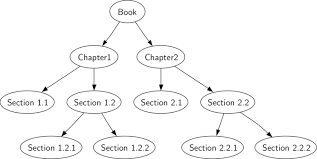 Book
Chapter1
Chapter2
Section 1.1
Section 1.2
Section 2.1
Section 2.2
Section 1.2.1
Section 1.2.2
Section 2.2.1
Section 2.2.2